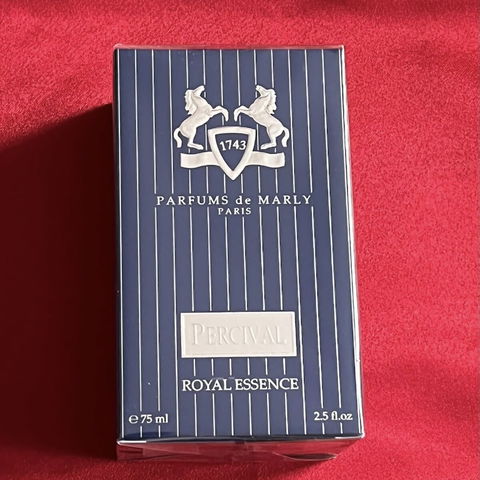 1743
PARFUMS de MARLY
PARIS
PERCIVAL
ROYAL ESSENCE
℮ 75 ml 2.5 fl.oz